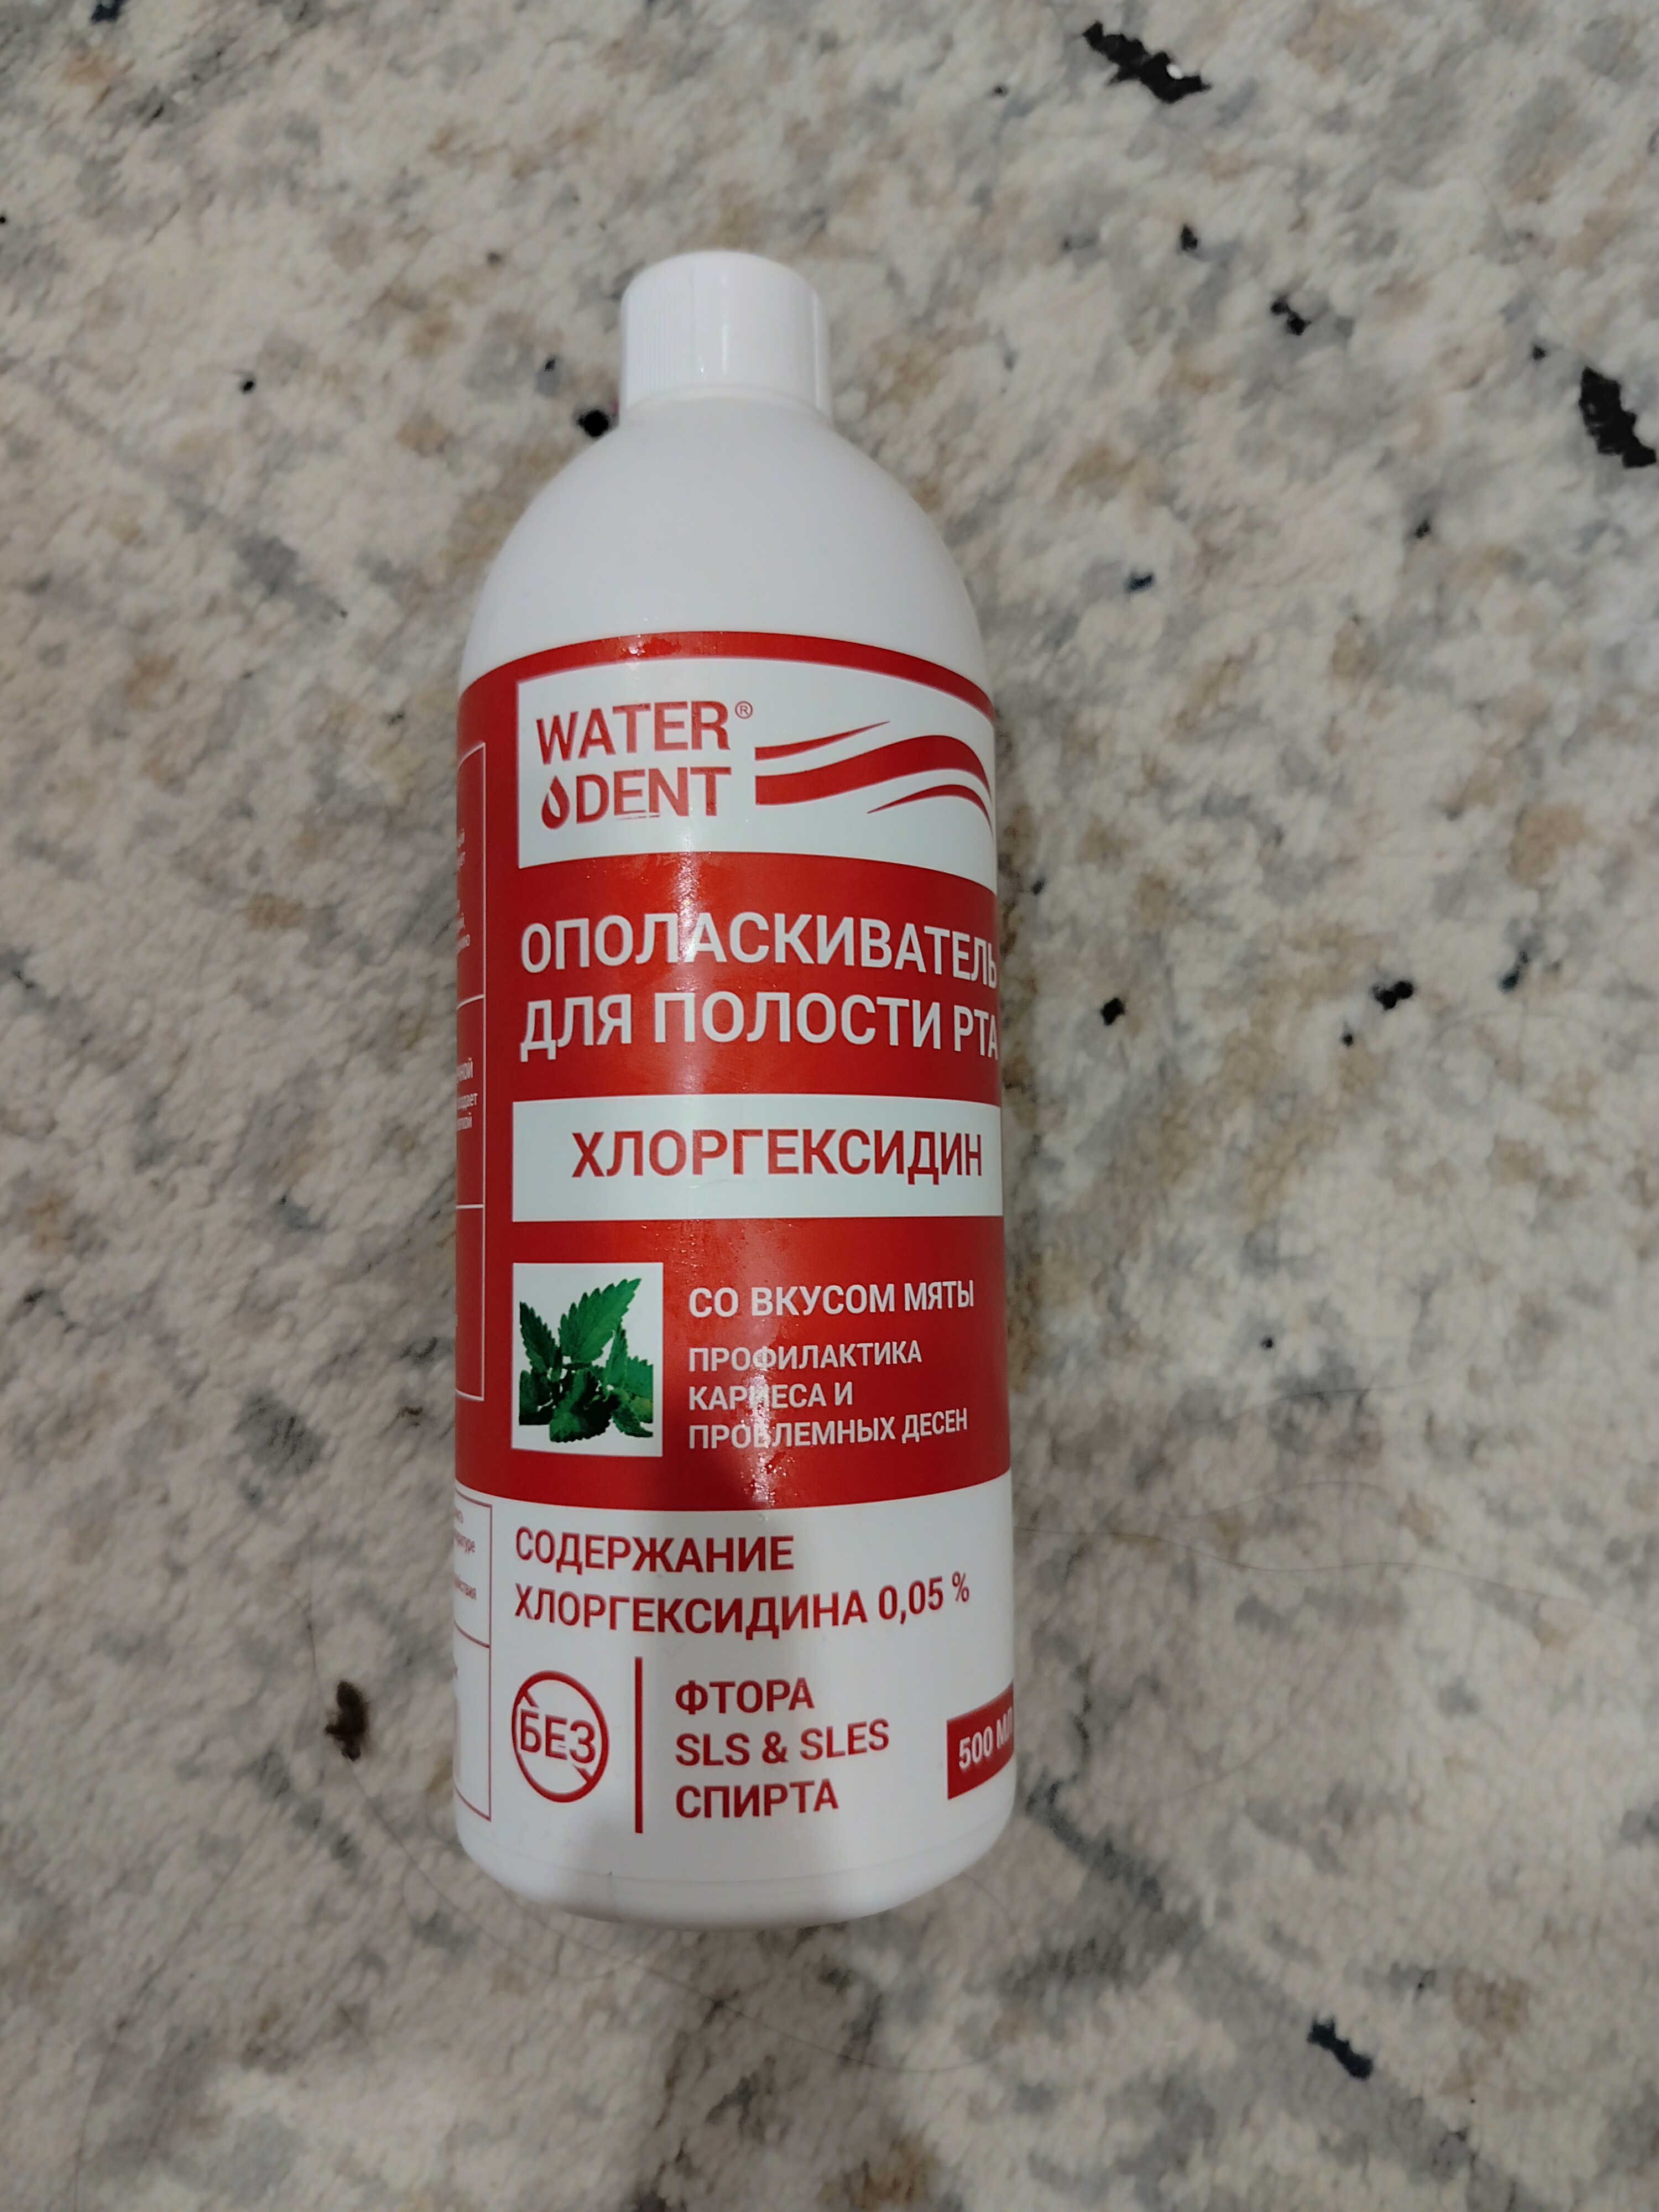 WATER®
DENT
ОПОЛАСКИВАТЕЛЬ
ДЛЯ ПОЛОСТИ РТА
ХЛОРГЕКСИДИН
СО ВКУСОМ МЯТЫ
ПРОФИЛАКТИКА
КАРИЕСА И
ПРОБЛЕМНЫХ ДЕСЕН
СОДЕРЖАНИЕ
ХЛОРГЕКСИДИНА 0,05 %
БЕЗ
ФТОРА
SLS & SLES
СПИРТА
500 МЛ